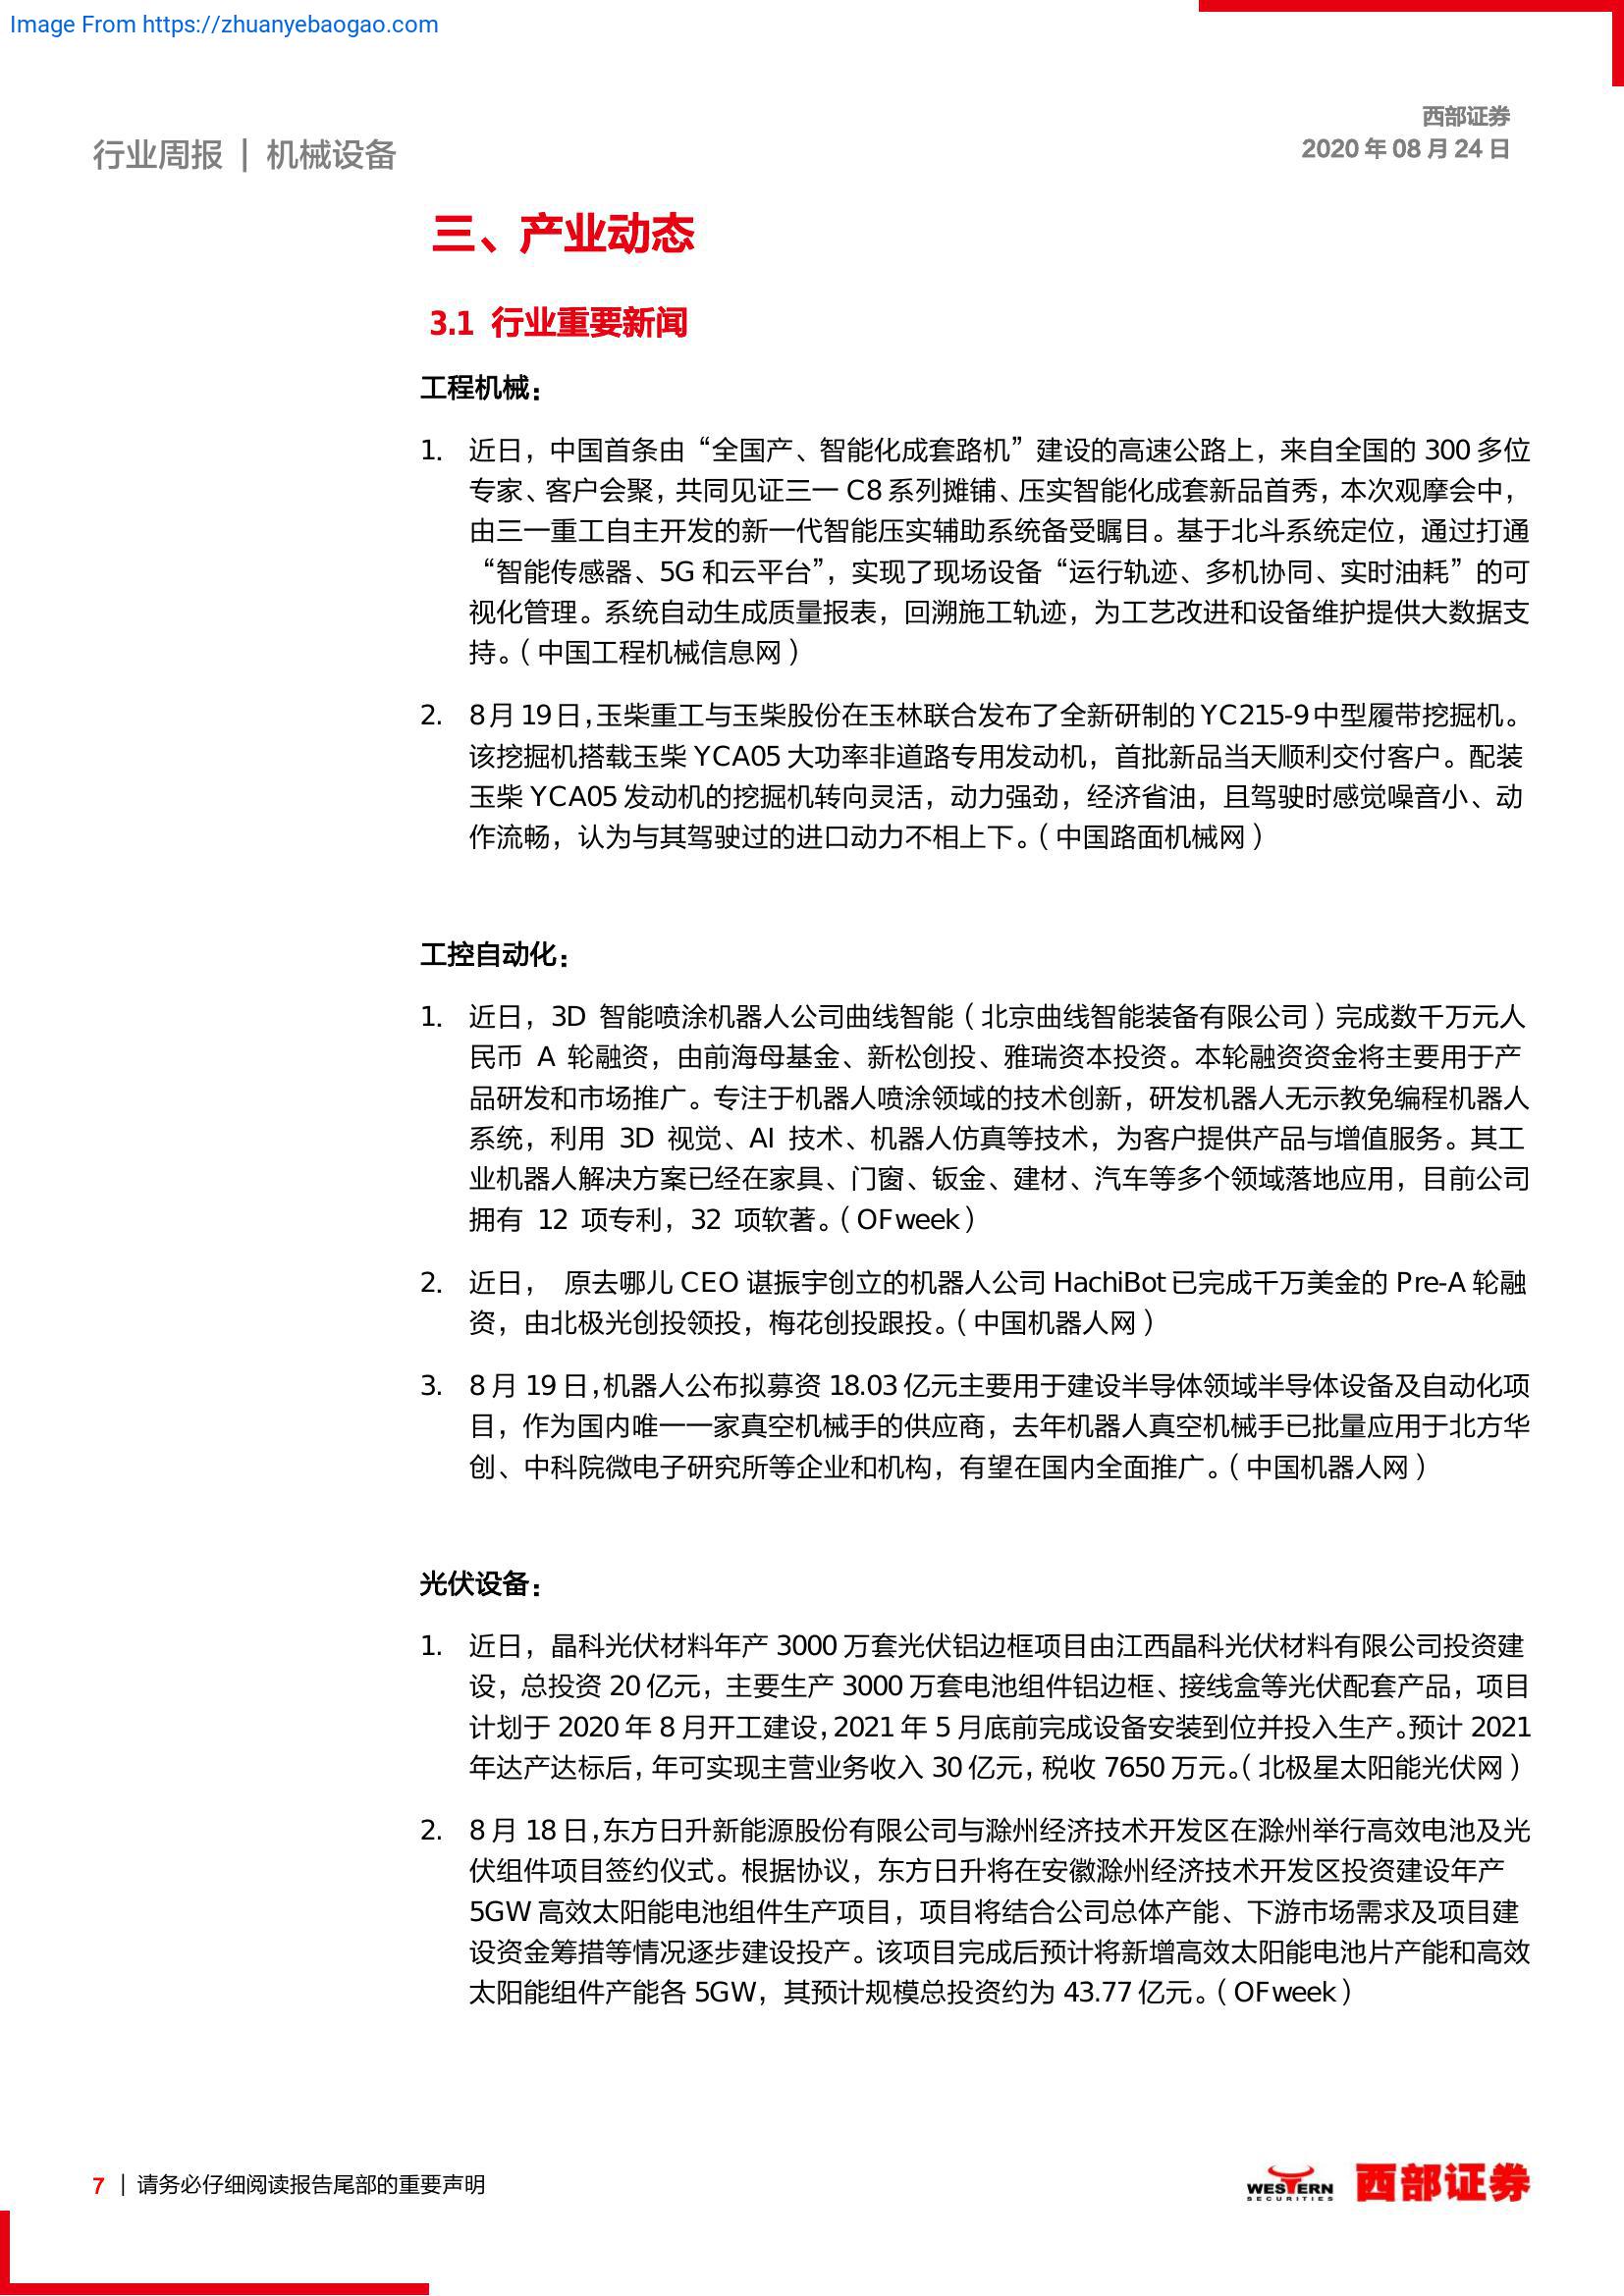 Image From https://zhuanyebaogao.com
西部证券
2020 年 08 月 24 日
行业周报 | 机械设备
三、产业动态
3.1 行业重要新闻
工程机械：
1. 近日，中国首条由“全国产、智能化成套路机”建设的高速公路上，来自全国的 300 多位
专家、客户会聚，共同见证三一 C8 系列摊铺、压实智能化成套新品首秀，本次观摩会中，
由三一重工自主开发的新一代智能压实辅助系统备受瞩目。基于北斗系统定位，通过打通
“智能传感器、5G 和云平台”，实现了现场设备“运行轨迹、多机协同、实时油耗”的可
视化管理。系统自动生成质量报表，回溯施工轨迹，为工艺改进和设备维护提供大数据支
持。（中国工程机械信息网）
2. 8 月 19 日，玉柴重工与玉柴股份在玉林联合发布了全新研制的 YC215-9 中型履带挖掘机。
该挖掘机搭载玉柴 YCA05 大功率非道路专用发动机，首批新品当天顺利交付客户。配装
玉柴 YCA05 发动机的挖掘机转向灵活，动力强劲，经济省油，且驾驶时感觉噪音小、动
作流畅，认为与其驾驶过的进口动力不相上下。（中国路面机械网）
工控自动化：
1. 近日，3D 智能喷涂机器人公司曲线智能（北京曲线智能装备有限公司）完成数千万元人
民币 A 轮融资，由前海母基金、新松创投、雅瑞资本投资。本轮融资资金将主要用于产
品研发和市场推广。专注于机器人喷涂领域的技术创新，研发机器人无示教免编程机器人
系统，利用 3D 视觉、AI 技术、机器人仿真等技术，为客户提供产品与增值服务。其工
业机器人解决方案已经在家具、门窗、钣金、建材、汽车等多个领域落地应用，目前公司
拥有 12 项专利，32 项软著。（OFweek）
2. 近日， 原去哪儿 CEO 谌振宇创立的机器人公司 HachiBot 已完成千万美金的 Pre-A 轮融
资，由北极光创投领投，梅花创投跟投。（中国机器人网）
3. 8 月 19 日，机器人公布拟募资 18.03 亿元主要用于建设半导体领域半导体设备及自动化项
目，作为国内唯一一家真空机械手的供应商，去年机器人真空机械手已批量应用于北方华
创、中科院微电子研究所等企业和机构，有望在国内全面推广。（中国机器人网）
光伏设备：
1. 近日，晶科光伏材料年产 3000 万套光伏铝边框项目由江西晶科光伏材料有限公司投资建
设，总投资 20 亿元，主要生产 3000 万套电池组件铝边框、接线盒等光伏配套产品，项目
计划于 2020 年 8 月开工建设，2021 年 5 月底前完成设备安装到位并投入生产。预计 2021
年达产达标后，年可实现主营业务收入 30 亿元，税收 7650 万元。（北极星太阳能光伏网）
2. 8 月 18 日，东方日升新能源股份有限公司与滁州经济技术开发区在滁州举行高效电池及光
伏组件项目签约仪式。根据协议，东方日升将在安徽滁州经济技术开发区投资建设年产
5GW 高效太阳能电池组件生产项目，项目将结合公司总体产能、下游市场需求及项目建
设资金筹措等情况逐步建设投产。该项目完成后预计将新增高效太阳能电池片产能和高效
太阳能组件产能各 5GW，其预计规模总投资约为 43.77 亿元。（OFweek）
7 | 请务必仔细阅读报告尾部的重要声明
WESTERN
SECURITIES
西部证券